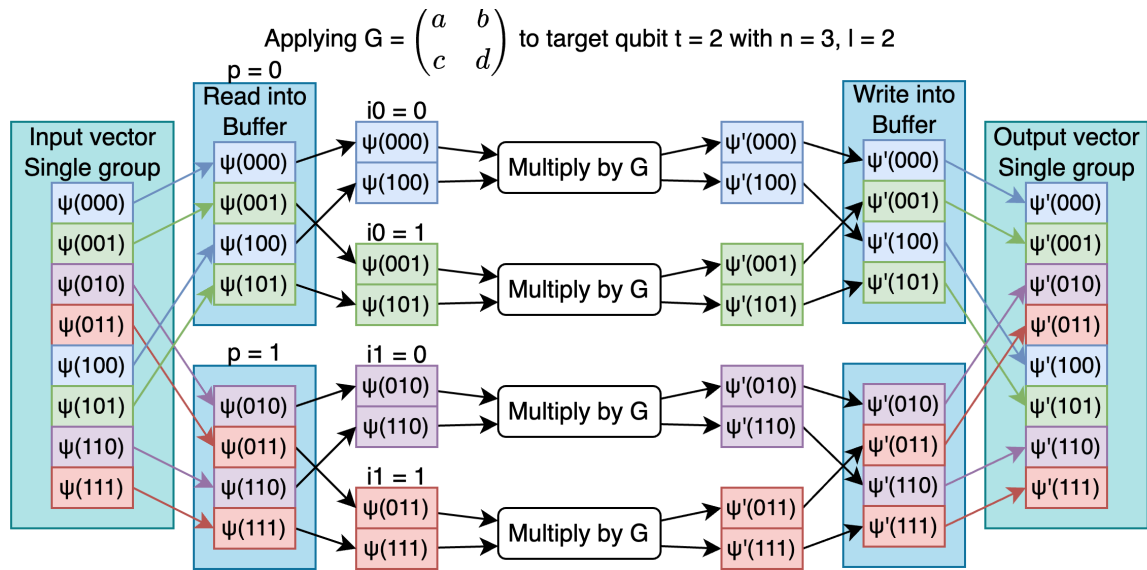 Applying G = ( a b c d ) to target qubit t = 2 with n = 3, l = 2
Input vector
Single group
ψ(000)
ψ(001)
ψ(010)
ψ(011)
ψ(100)
ψ(101)
ψ(110)
ψ(111)
p = 0
Read into
Buffer
ψ(000)
ψ(001)
ψ(100)
ψ(101)
p = 1
ψ(010)
ψ(011)
ψ(110)
ψ(111)
i0 = 0
ψ(000)
ψ(100)
i0 = 1
ψ(001)
ψ(101)
i1 = 0
ψ(010)
ψ(110)
i1 = 1
ψ(011)
ψ(111)
Multiply by G
Multiply by G
Multiply by G
Multiply by G
ψ'(000)
ψ'(100)
ψ'(001)
ψ'(101)
ψ'(010)
ψ'(110)
ψ'(011)
ψ'(111)
Write into
Buffer
ψ'(000)
ψ'(001)
ψ'(100)
ψ'(101)
ψ'(010)
ψ'(011)
ψ'(110)
ψ'(111)
Output vector
Single group
ψ'(000)
ψ'(001)
ψ'(010)
ψ'(011)
ψ'(100)
ψ'(101)
ψ'(110)
ψ'(111)